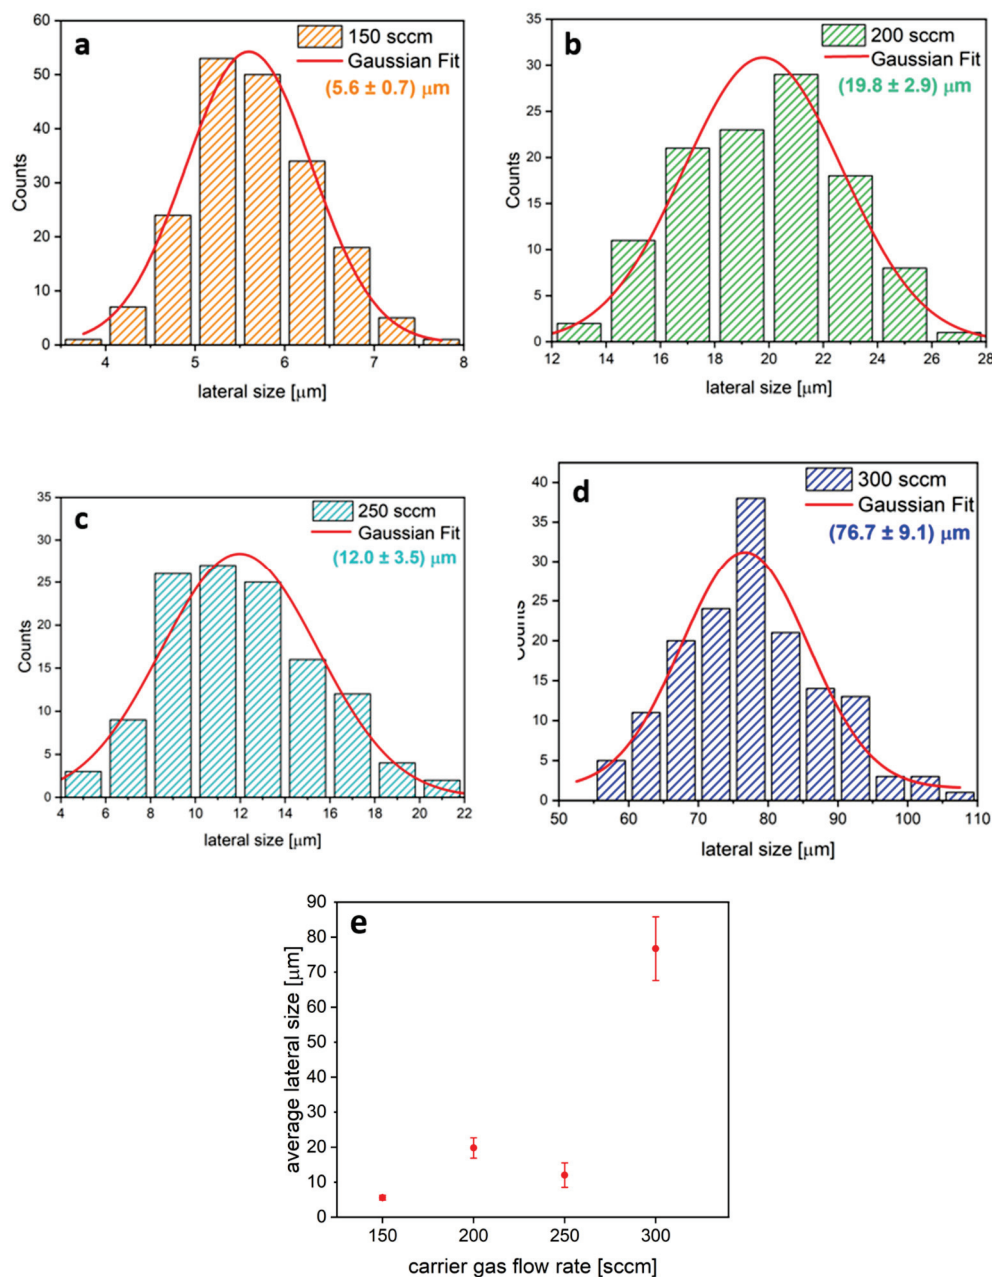 a
150 sccm
Gaussian Fit
(5.6 ± 0.7) μm
Counts
60
50
40
30
20
10
0
5
6
7
8
lateral size [μm]
b
200 sccm
Gaussian Fit
(19.8 ± 2.9) μm
Counts
35
30
25
20
15
10
5
0
12 14 16 18 20 22 24 26 28
lateral size [μm]
c
250 sccm
Gaussian Fit
(12.0 ± 3.5) μm
Counts
35
30
25
20
15
10
5
0
4 6 8 10 12 14 16 18 20 22
lateral size [μm]
d
300 sccm
Gaussian Fit
(76.7 ± 9.1) μm
Counts
40
35
30
25
20
15
10
5
0
50 60 70 80 90 100 110
lateral size [μm]
e
average lateral size [μm]
90
80
70
60
50
40
30
20
10
0
150 200 250 300
carrier gas flow rate [sccm]